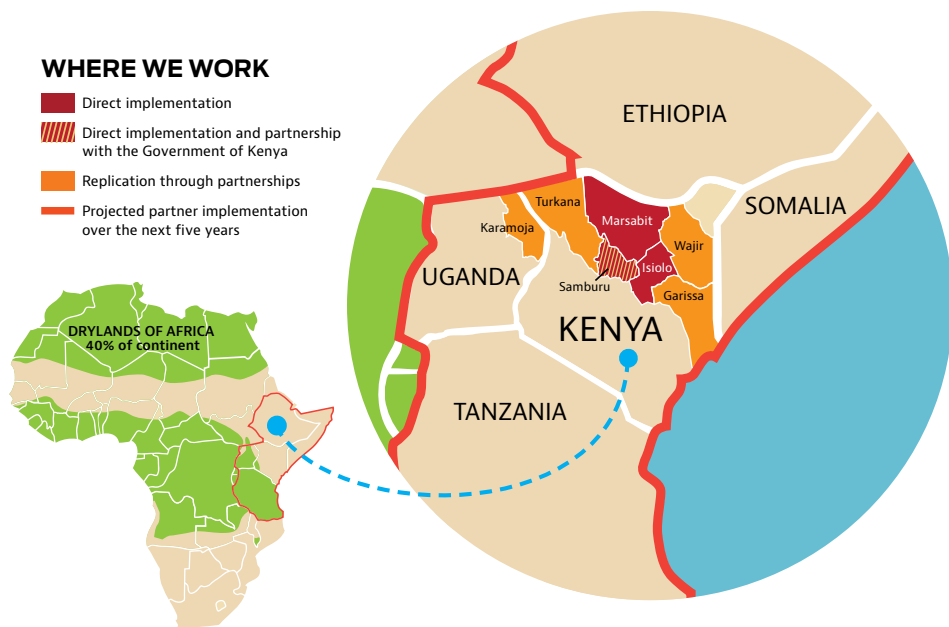 WHERE WE WORK
Direct implementation
Direct implementation and partnership
with the Government of Kenya
Replication through partnerships
Projected partner implementation
over the next five years
ETHIOPIA
SOMALIA
Turkana
Marsabit
Karamoja
Wajir
Isiolo
UGANDA
Samburu
Garissa
KENYA
TANZANIA
DRYLANDS OF AFRICA
40% of continent